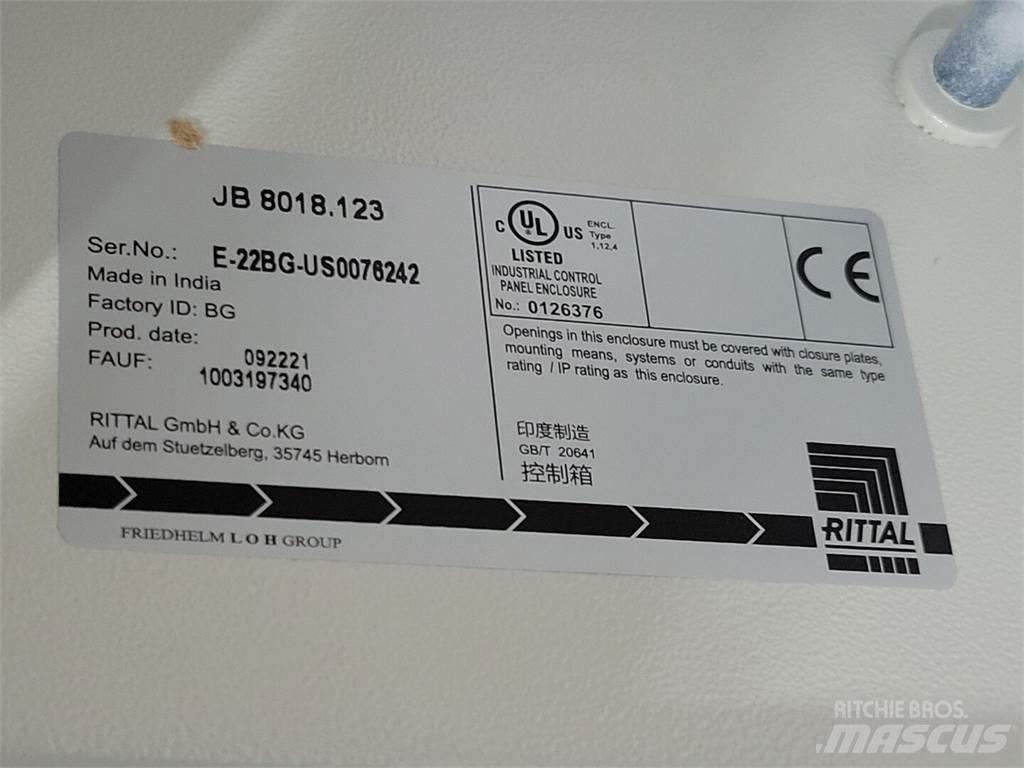 JB 8018.123
Ser.No.: E-22BG-US0076242
Made in India
Factory ID: BG
Prod. date: 092221
FAUF: 1003197340
RITTAL GmbH & Co.KG
Auf dem Stuetzelberg, 35745 Herborn
C UL US ENCL. Type 1,12,4
LISTED
INDUSTRIAL CONTROL
PANEL ENCLOSURE
No.: 0126376
CE
Openings in this enclosure must be covered with closure plates,
mounting means, systems or conduits with the same type
rating / IP rating as this enclosure.
印度制造
GB/T 20641
控制箱
RITTAL
FRIEDHELM LOH GROUP
RITCHIE BROS.
MASCUS